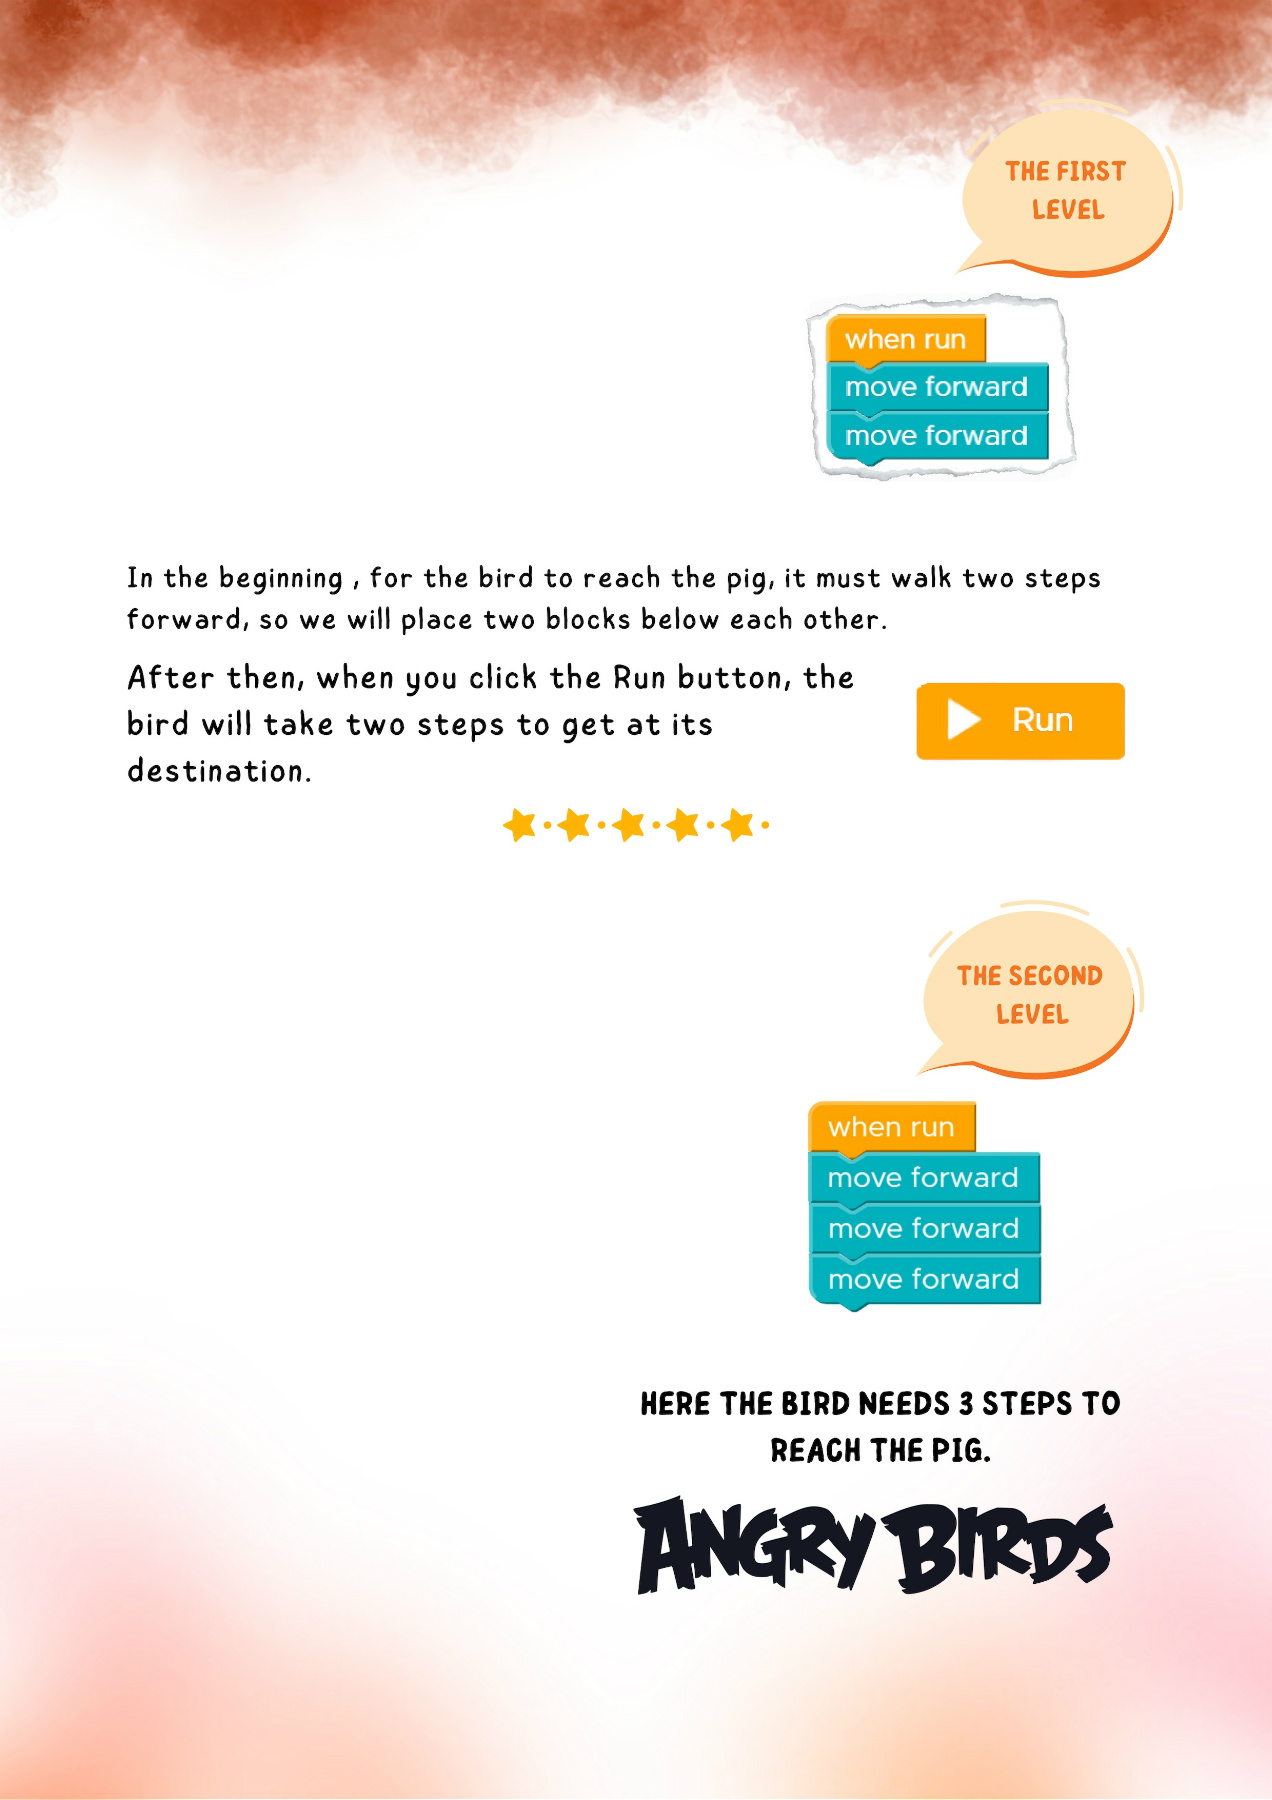 THE FIRST
LEVEL
when run
move forward
move forward
In the beginning , for the bird to reach the pig, it must walk two steps
forward, so we will place two blocks below each other.
After then, when you click the Run button, the
bird will take two steps to get at its
destination.
Run
THE SECOND
LEVEL
when run
move forward
move forward
move forward
HERE THE BIRD NEEDS 3 STEPS TO
REACH THE PIG.
ANGRY BIRDS